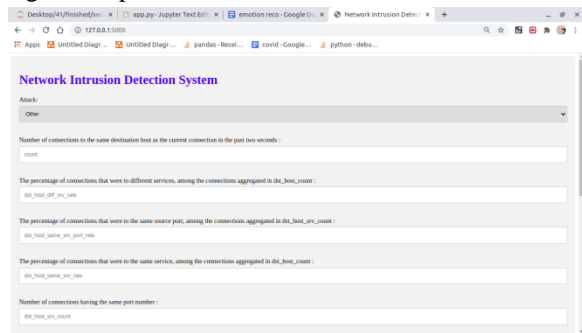 Desktop/41/finished/sec app.py-Jupyter Text Edit emotion reco - Google Do Network Intrusion Detect
127.0.0.1:5000
Apps Untitled Diagr... Untitled Diagr... pandas - Recei... covid - Google... python - debu...
Network Intrusion Detection System
Attack:
Other
Number of connections to the same destination host as the current connection in the past two seconds :
count
The percentage of connections that were to different services, among the connections aggregated in dst_host_count :
dst_host_diff_srv_rate
The percentage of connections that were to the same source port, among the connections aggregated in dst_host_srv_count :
dst_host_same_src_port_rate
The percentage of connections that were to the same service, among the connections aggregated in dst_host_count :
dst_host_same_srv_rate
Number of connections having the same port number :
dst_host_srv_count